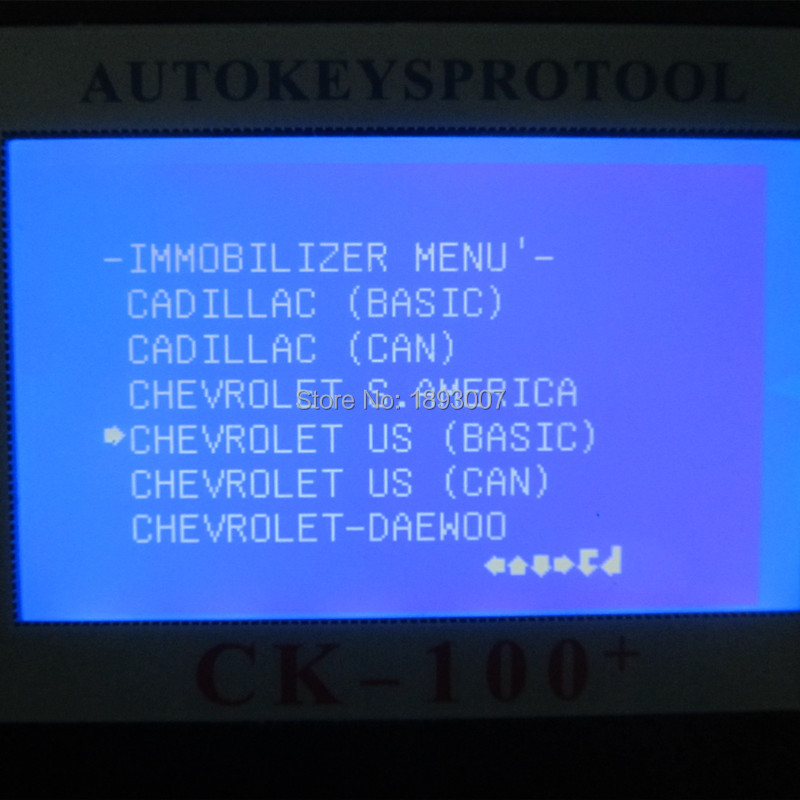 AUTOKEYSPROTOOL
-IMMOBILIZER MENU'-
CADILLAC (BASIC)
CADILLAC (CAN)
CHEVROLET S.AMERICA
Store No: 1893007
➡CHEVROLET US (BASIC)
CHEVROLET US (CAN)
CHEVROLET-DAEWOO
CK-100+